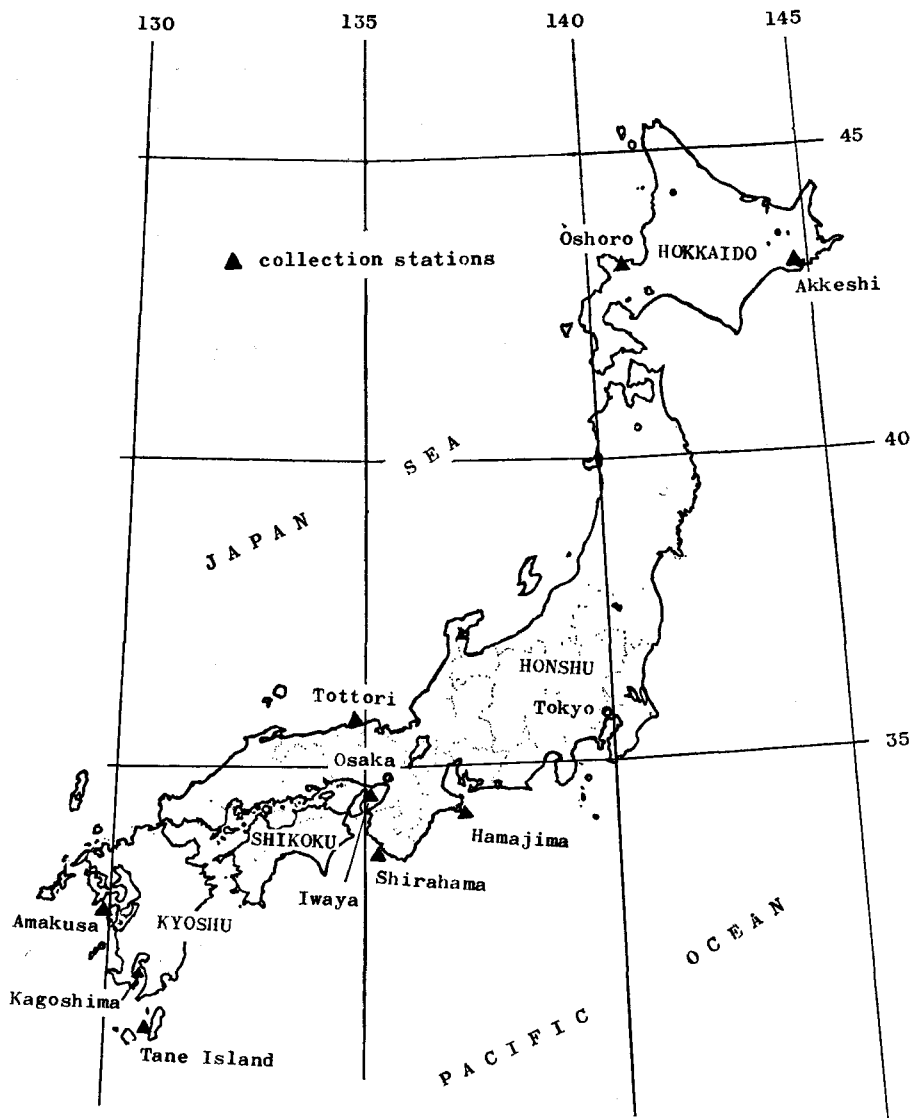 130 135 140 145
45
Oshoro
HOKKAIDO
▲ collection stations
Akkeshi
40
JAPAN SEA
HONSHU
Tottori
Tokyo
35
Osaka
SHIKOKU
Hamajima
Iwaya
Shirahama
Amakusa
KYOSHU
Kagoshima
Tane Island
PACIFIC OCEAN